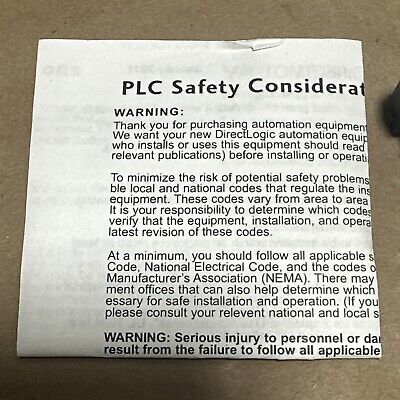 PLC Safety Considerat
WARNING:
Thank you for purchasing automation equipment
We want your new DirectLogic automation equip
who installs or uses this equipment should read
relevant publications) before installing or operati
To minimize the risk of potential safety problems
ble local and national codes that regulate the ins
equipment. These codes vary from area to area
It is your responsibility to determine which codes
verify that the equipment, installation, and opera
latest revision of these codes.
At a minimum, you should follow all applicable s
Code, National Electrical Code, and the codes o
Manufacturer's Association (NEMA). There may
ment offices that can also help determine which
essary for safe installation and operation. (If you
please consult your relevent national and local s
WARNING: Serious injury to personnel or da
result from the failure to follow all applicable